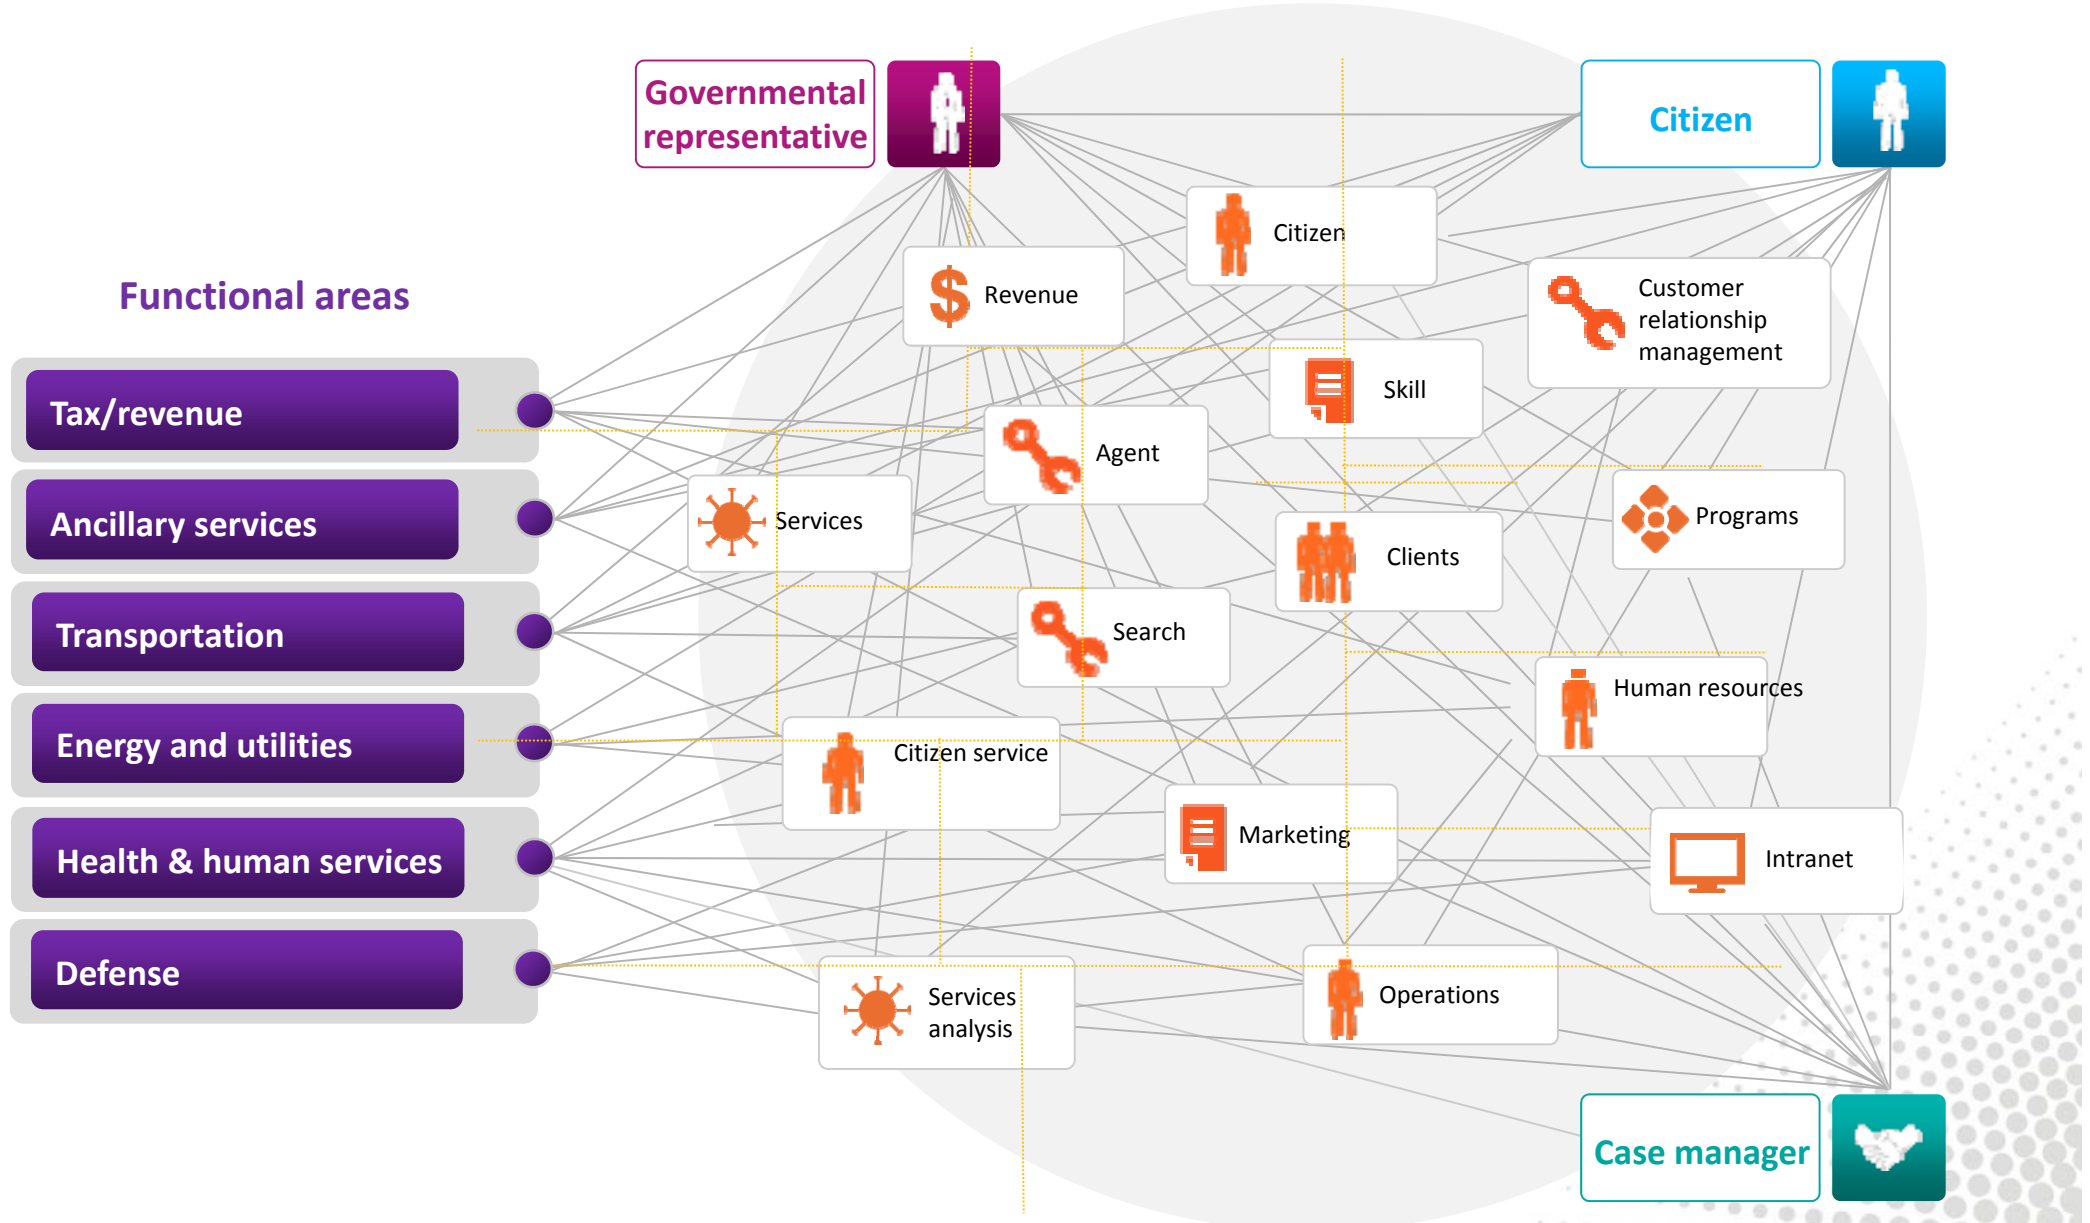 Governmental
representative
Citizen
Citizen
Functional areas
Revenue
Customer
relationship
management
Skill
Tax/revenue
Agent
Ancillary services
Services
Programs
Clients
Transportation
Search
Human resources
Energy and utilities
Citizen service
Marketing
Health & human services
Intranet
Defense
Services
analysis
Operations
Case manager